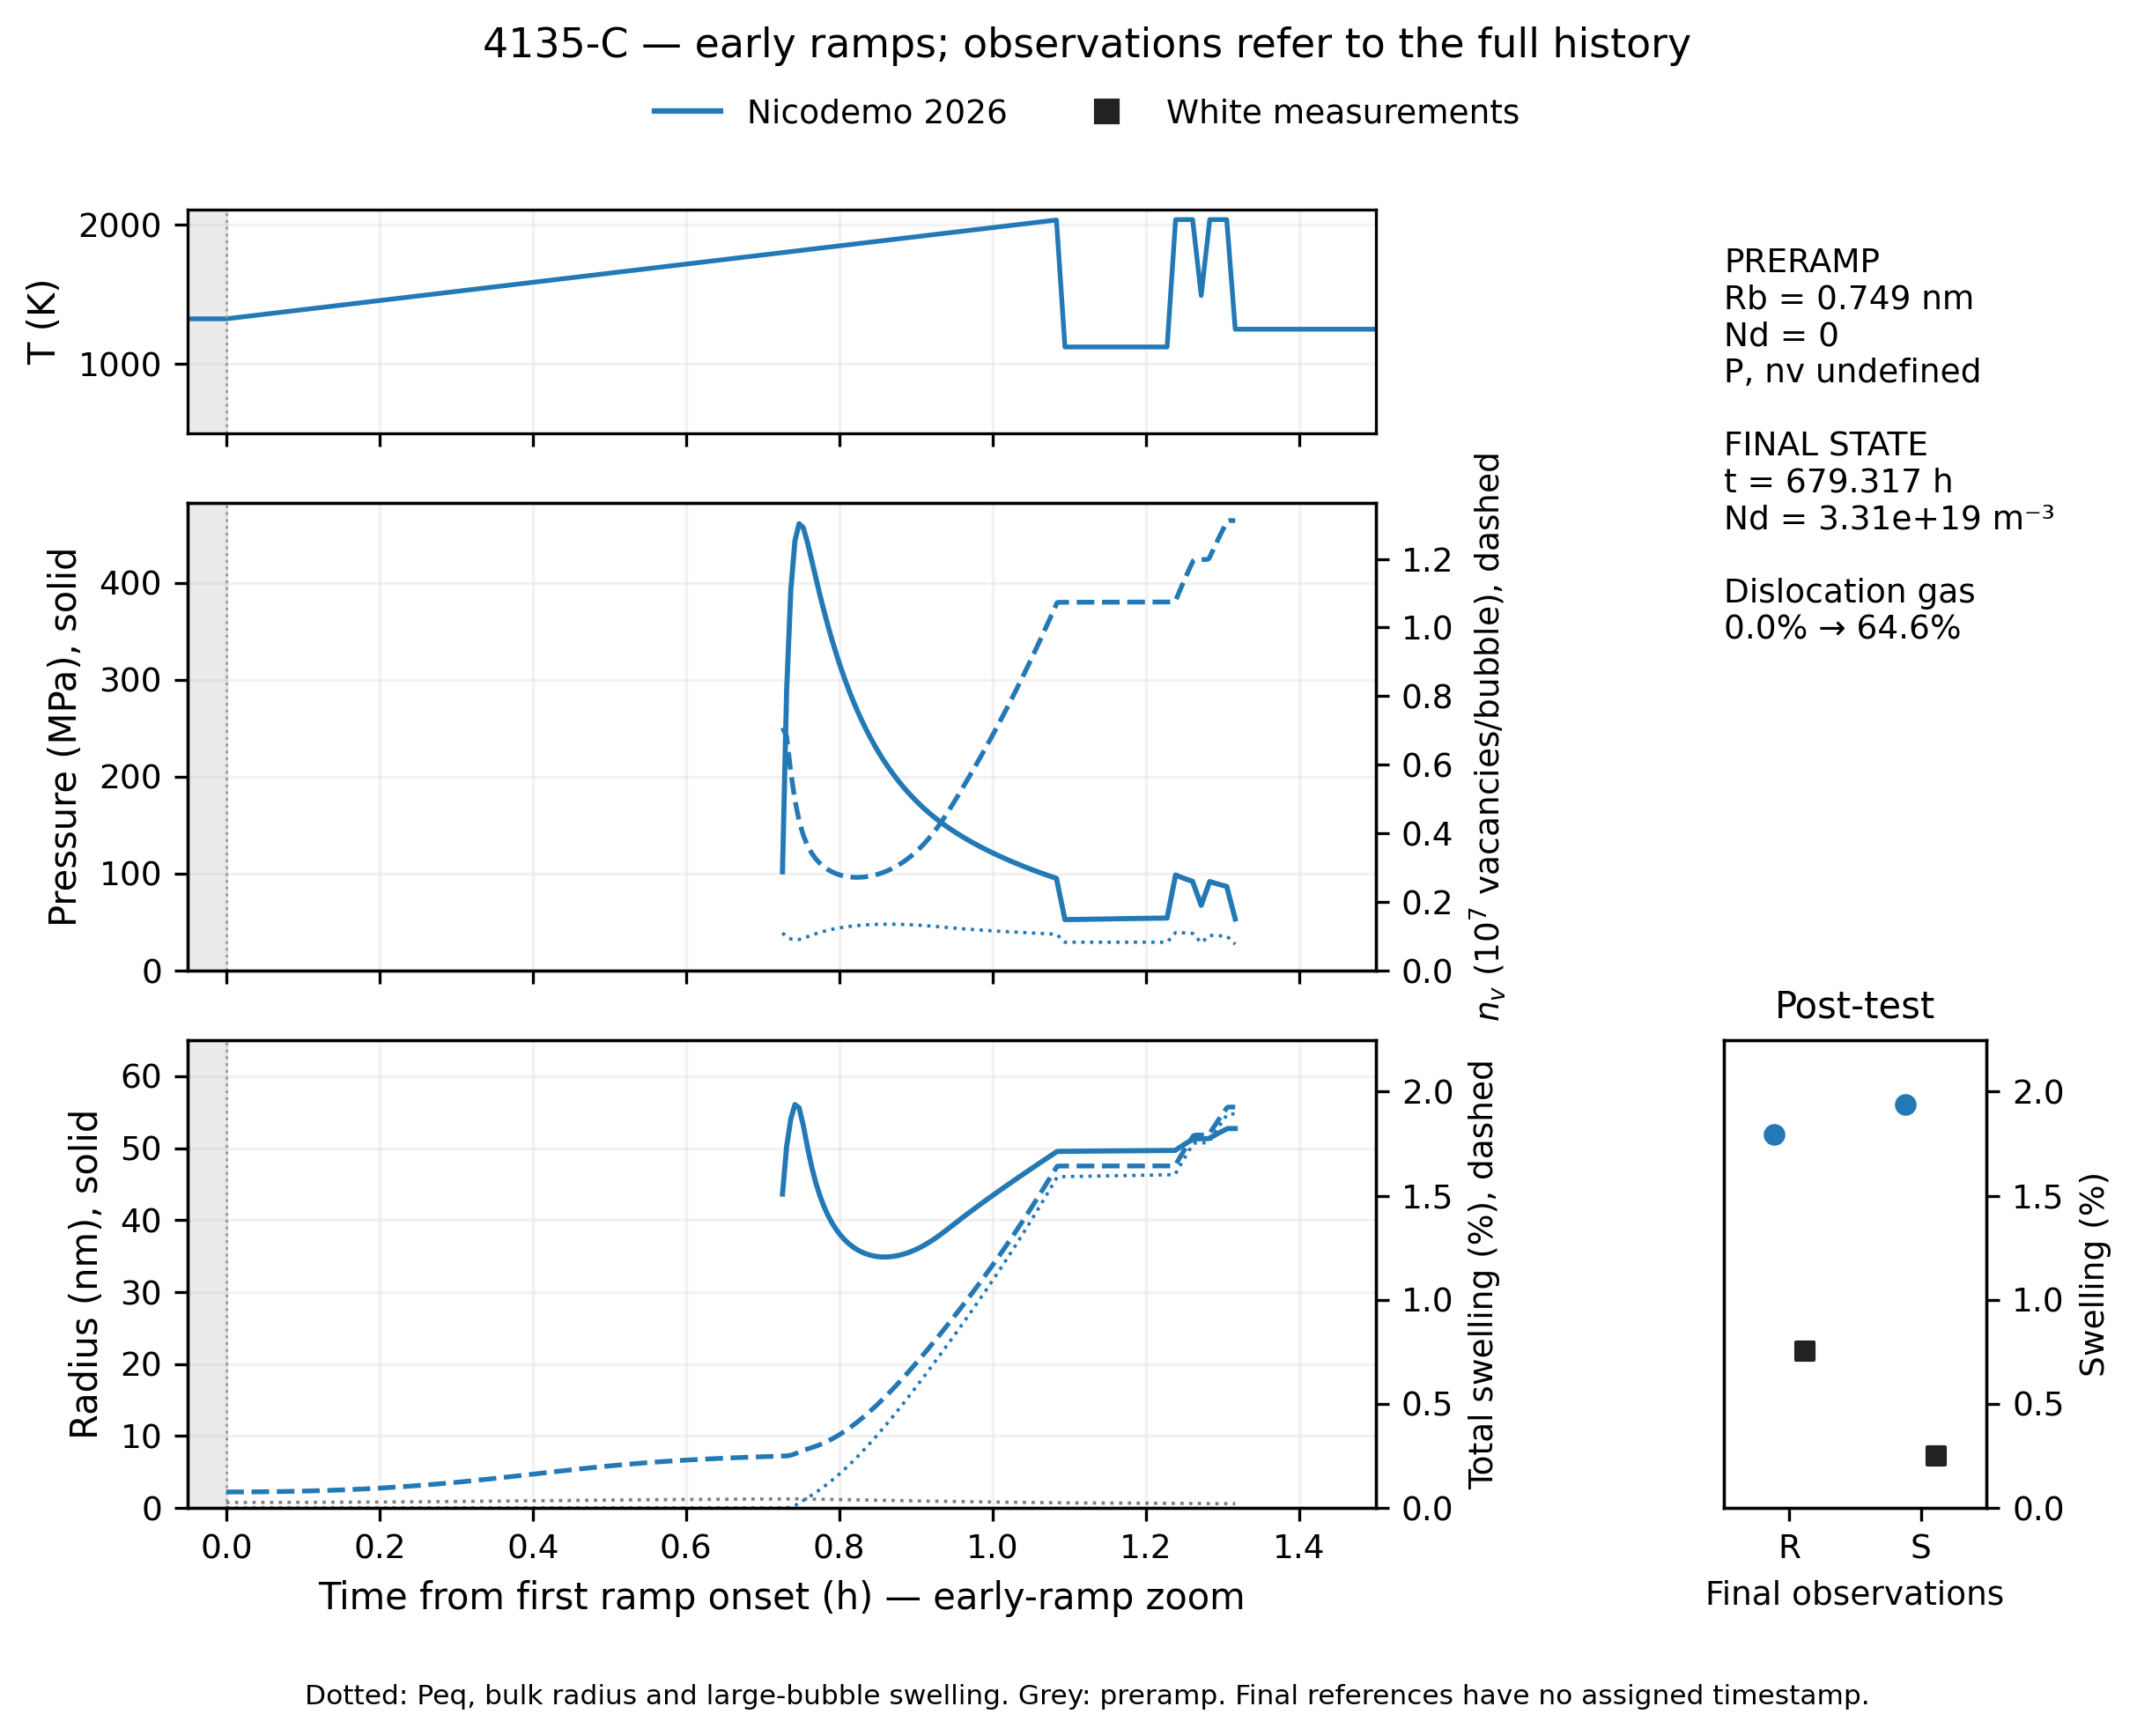 4135-C — early ramps; observations refer to the full history
Nicodemo 2026
White measurements
T (K)
2000
1000
PRERAMP
Rb = 0.749 nm
Nd = 0
P, nv undefined
FINAL STATE
t = 679.317 h
Nd = 3.31e+19 m⁻³
Dislocation gas
0.0% → 64.6%
Pressure (MPa), solid
400
300
200
100
0
1.2
1.0
0.8
0.6
0.4
0.2
0.0
nᵥ (10⁷ vacancies/bubble), dashed
Radius (nm), solid
60
50
40
30
20
10
0
2.0
1.5
1.0
0.5
0.0
Total swelling (%), dashed
0.0 0.2 0.4 0.6 0.8 1.0 1.2 1.4
Time from first ramp onset (h) — early-ramp zoom
Post-test
2.0
1.5
1.0
0.5
0.0
Swelling (%)
R S
Final observations
Dotted: Peq, bulk radius and large-bubble swelling. Grey: preramp. Final references have no assigned timestamp.